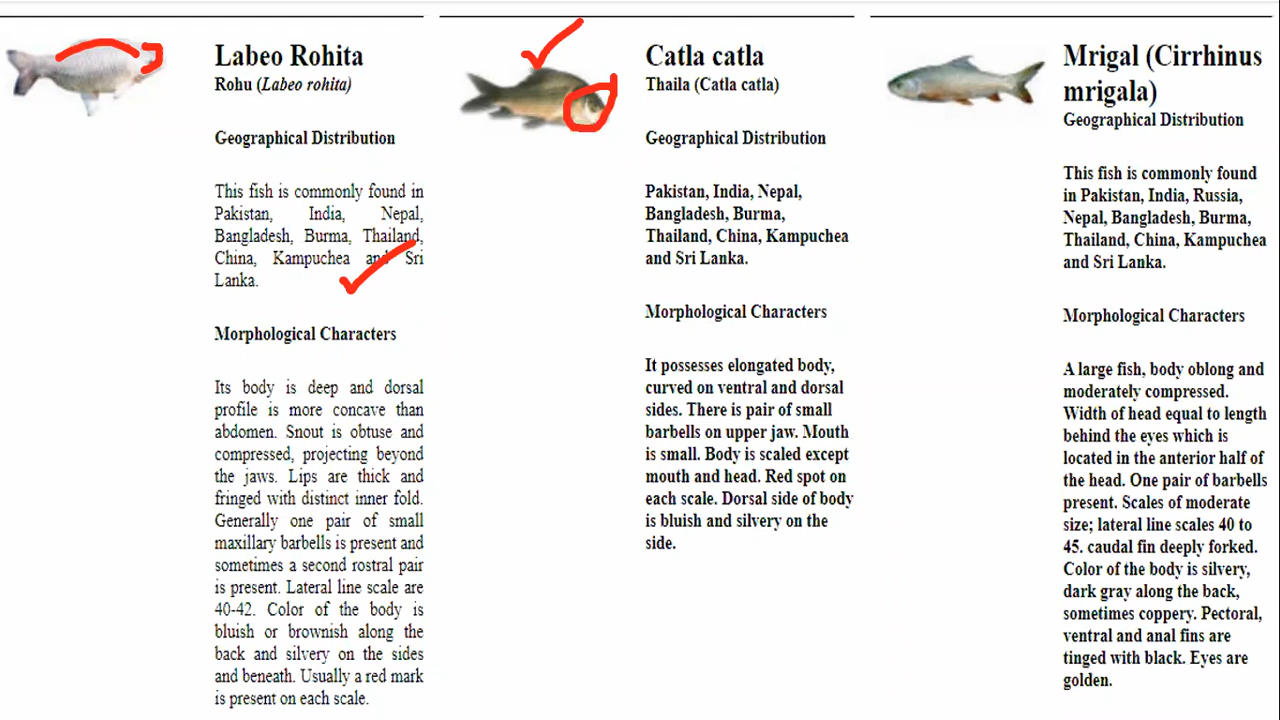 Labeo Rohita
Rohu (Labeo rohita)
Geographical Distribution
This fish is commonly found in
Pakistan, India, Nepal,
Bangladesh, Burma, Thailand,
China, Kampuchea and Sri
Lanka.
Morphological Characters
Its body is deep and dorsal
profile is more concave than
abdomen. Snout is obtuse and
compressed, projecting beyond
the jaws. Lips are thick and
fringed with distinct inner fold.
Generally one pair of small
maxillary barbells is present and
sometimes a second rostral pair
is present. Lateral line scale are
40-42. Color of the body is
bluish or brownish along the
back and silvery on the sides
and beneath. Usually a red mark
is present on each scale.
Catla catla
Thaila (Catla catla)
Geographical Distribution
Pakistan, India, Nepal,
Bangladesh, Burma,
Thailand, China, Kampuchea
and Sri Lanka.
Morphological Characters
It possesses elongated body,
curved on ventral and dorsal
sides. There is pair of small
barbells on upper jaw. Mouth
is small. Body is scaled except
mouth and head. Red spot on
each scale. Dorsal side of body
is bluish and silvery on the
side.
Mrigal (Cirrhinus
mrigala)
Geographical Distribution
This fish is commonly found
in Pakistan, India, Russia,
Nepal, Bangladesh, Burma,
Thailand, China, Kampuchea
and Sri Lanka.
Morphological Characters
A large fish, body oblong and
moderately compressed.
Width of head equal to length
behind the eyes which is
located in the anterior half of
the head. One pair of barbells
present. Scales of moderate
size; lateral line scales 40 to
45. caudal fin deeply forked.
Color of the body is silvery,
dark gray along the back,
sometimes coppery. Pectoral,
ventral and anal fins are
tinged with black. Eyes are
golden.